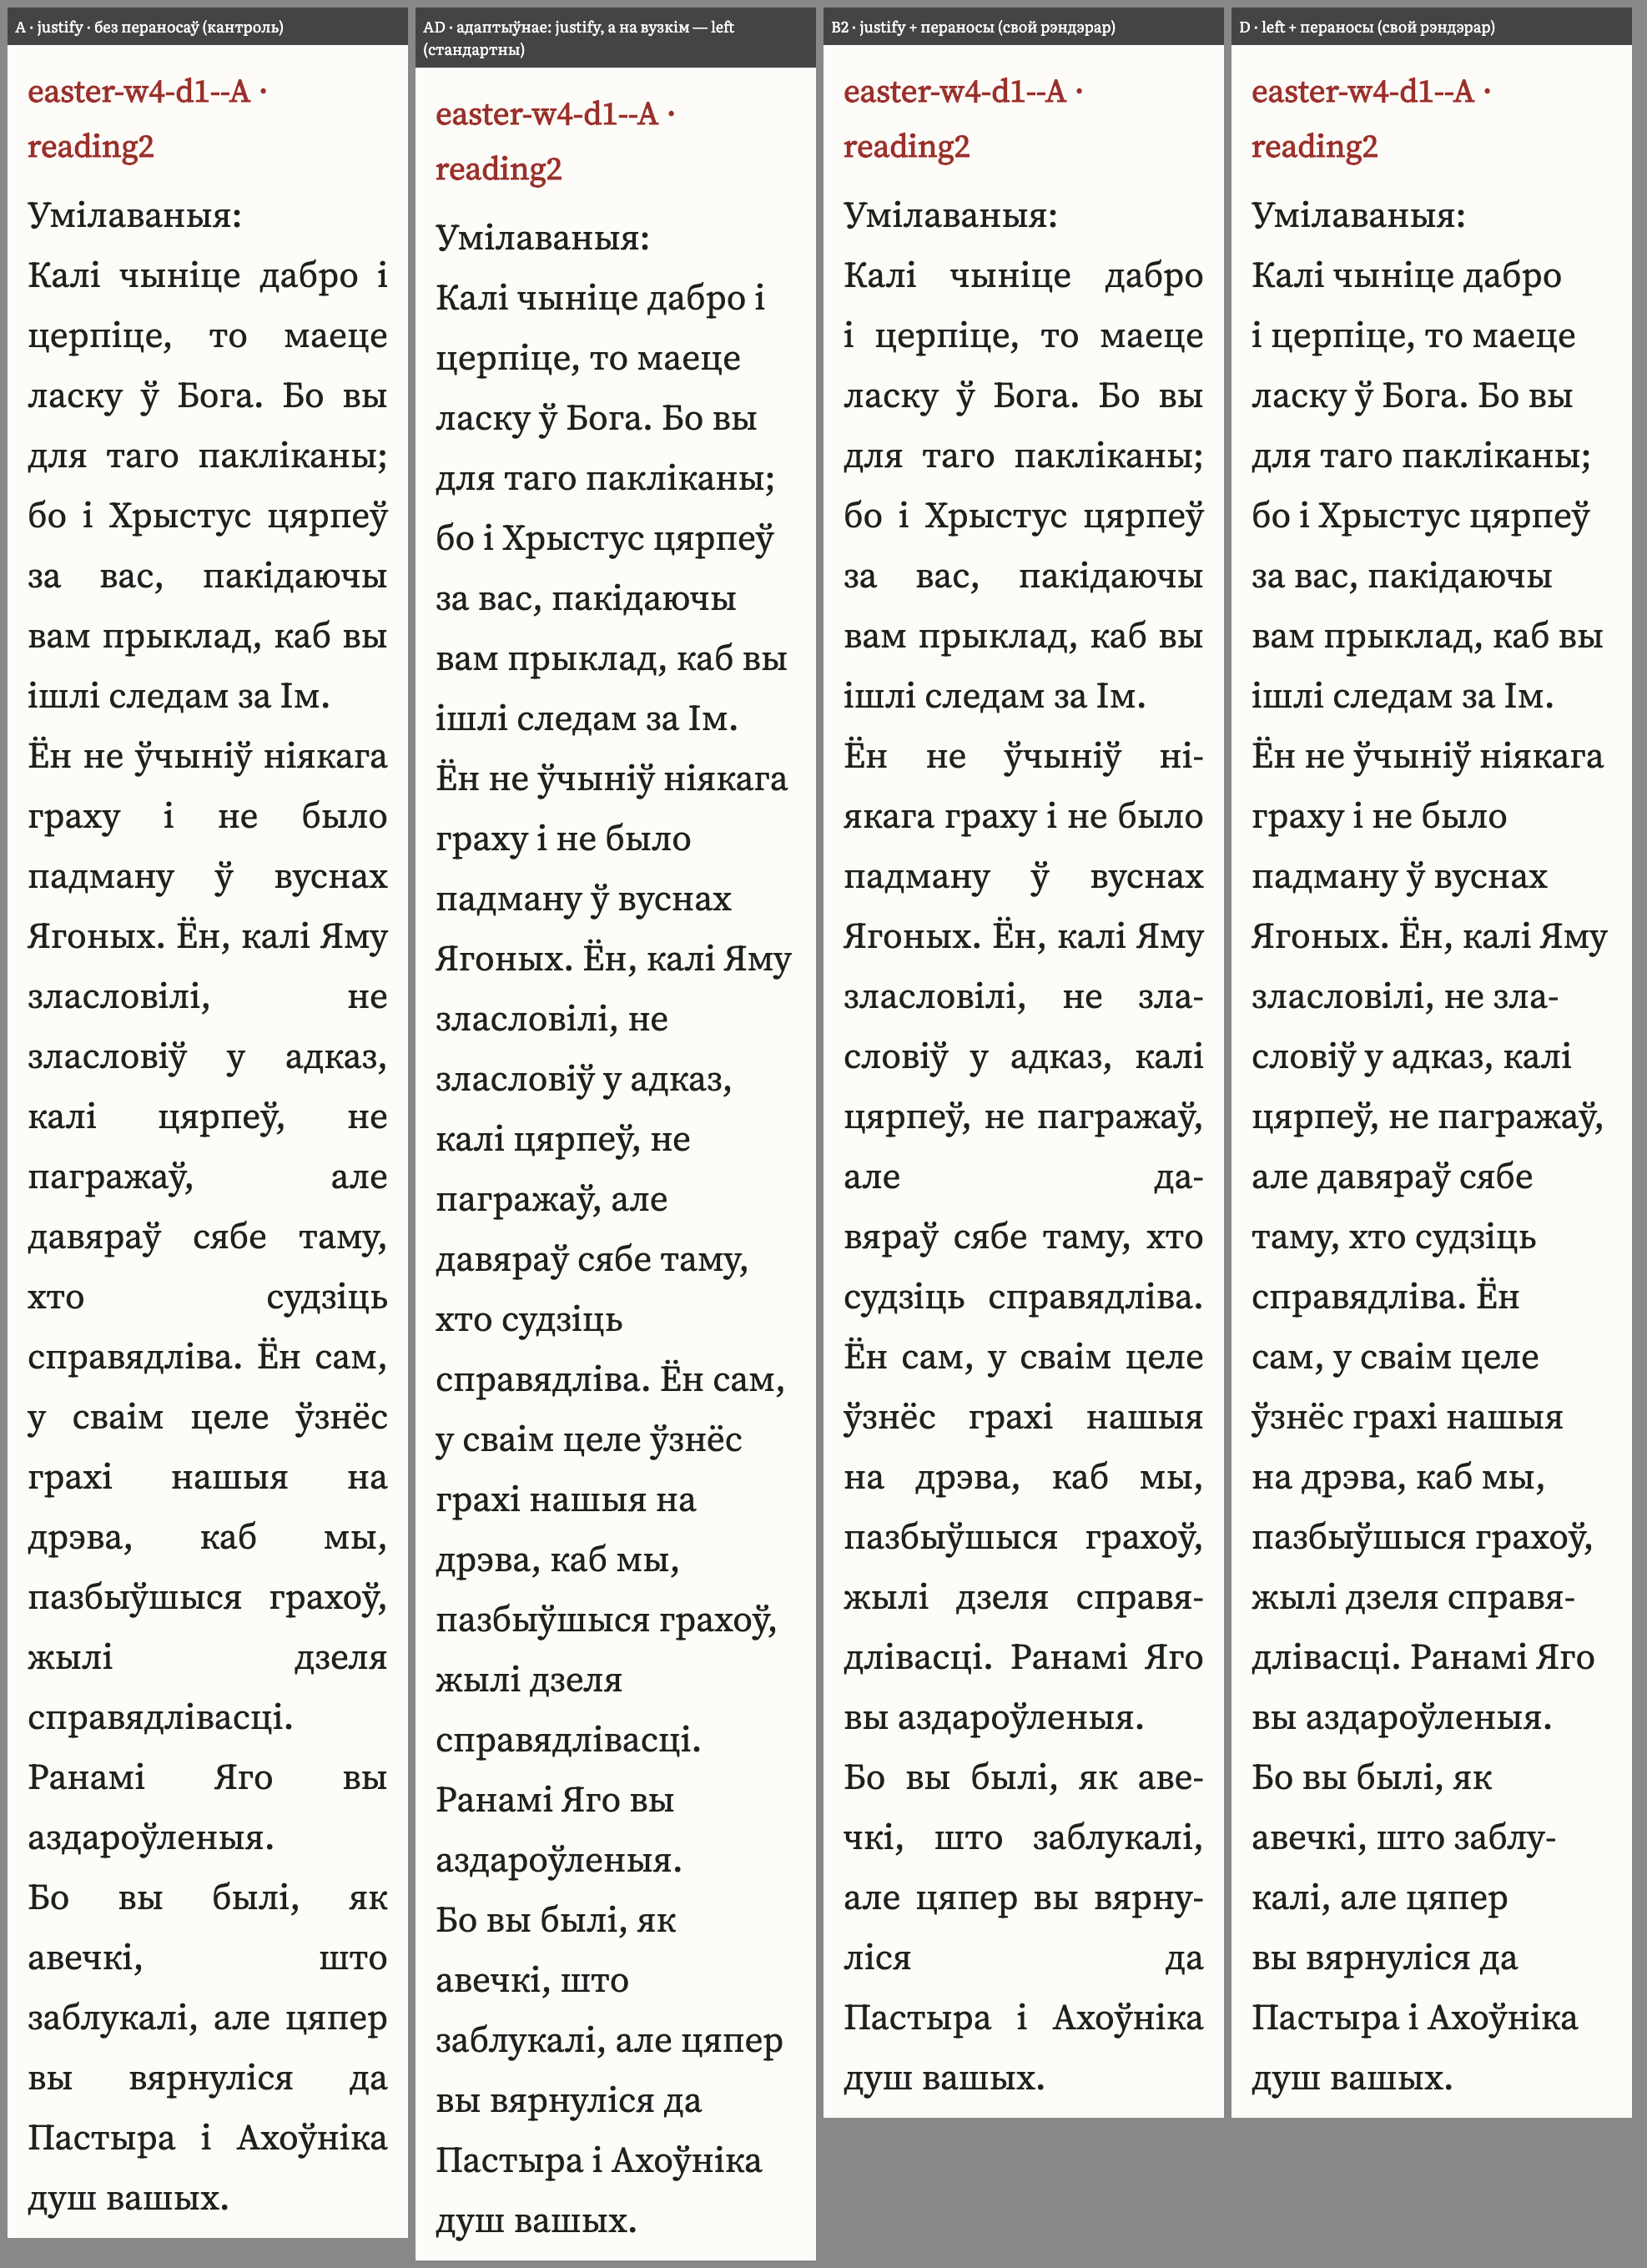 A · justify · без пераносаў (кантроль)
easter-w4-d1--A ·
reading2
Умілаваныя:
Калі чыніце дабро і
церпіце, то маеце
ласку ў Бога. Бо вы
для таго пакліканы;
бо і Хрыстус цярпеў
за вас, пакідаючы
вам прыклад, каб вы
ішлі следам за Ім.
Ён не ўчыніў ніякага
граху і не было
падману ў вуснах
Ягоных. Ён, калі Яму
зласловілі, не
зласловіў у адказ,
калі цярпеў, не
пагражаў, але
давяраў сябе таму,
хто судзіць
справядліва. Ён сам,
у сваім целе ўзнёс
грахі нашыя на
дрэва, каб мы,
пазбыўшыся грахоў,
жылі дзеля
справядлівасці.
Ранамі Яго вы
аздароўленыя.
Бо вы былі, як
авечкі, што
заблукалі, але цяпер
вы вярнуліся да
Пастыра і Ахоўніка
душ вашых.
AD · адаптыўнае: justify, а на вузкім — left
(стандартны)
easter-w4-d1--A ·
reading2
Умілаваныя:
Калі чыніце дабро і
церпіце, то маеце
ласку ў Бога. Бо вы
для таго пакліканы;
бо і Хрыстус цярпеў
за вас, пакідаючы
вам прыклад, каб вы
ішлі следам за Ім.
Ён не ўчыніў ніякага
граху і не было
падману ў вуснах
Ягоных. Ён, калі Яму
зласловілі, не
зласловіў у адказ,
калі цярпеў, не
пагражаў, але
давяраў сябе таму,
хто судзіць
справядліва. Ён сам,
у сваім целе ўзнёс
грахі нашыя на
дрэва, каб мы,
пазбыўшыся грахоў,
жылі дзеля
справядлівасці.
Ранамі Яго вы
аздароўленыя.
Бо вы былі, як
авечкі, што
заблукалі, але цяпер
вы вярнуліся да
Пастыра і Ахоўніка
душ вашых.
B2 · justify + пераносы (свой рэндэрар)
easter-w4-d1--A ·
reading2
Умілаваныя:
Калі чыніце дабро
і церпіце, то маеце
ласку ў Бога. Бо вы
для таго пакліканы;
бо і Хрыстус цярпеў
за вас, пакідаючы
вам прыклад, каб вы
ішлі следам за Ім.
Ён не ўчыніў ні-
якага граху і не было
падману ў вуснах
Ягоных. Ён, калі Яму
зласловілі, не зла-
словіў у адказ, калі
цярпеў, не пагражаў,
але да-
вяраў сябе таму, хто
судзіць справядліва.
Ён сам, у сваім целе
ўзнёс грахі нашыя
на дрэва, каб мы,
пазбыўшыся грахоў,
жылі дзеля справя-
длівасці. Ранамі Яго
вы аздароўленыя.
Бо вы былі, як аве-
чкі, што заблукалі,
але цяпер вы вярну-
ліся да
Пастыра і Ахоўніка
душ вашых.
D · left + пераносы (свой рэндэрар)
easter-w4-d1--A ·
reading2
Умілаваныя:
Калі чыніце дабро
і церпіце, то маеце
ласку ў Бога. Бо вы
для таго пакліканы;
бо і Хрыстус цярпеў
за вас, пакідаючы
вам прыклад, каб вы
ішлі следам за Ім.
Ён не ўчыніў ніякага
граху і не было
падману ў вуснах
Ягоных. Ён, калі Яму
зласловілі, не зла-
словіў у адказ, калі
цярпеў, не пагражаў,
але давяраў сябе
таму, хто судзіць
справядліва. Ён
сам, у сваім целе
ўзнёс грахі нашыя
на дрэва, каб мы,
пазбыўшыся грахоў,
жылі дзеля справя-
длівасці. Ранамі Яго
вы аздароўленыя.
Бо вы былі, як
авечкі, што заблу-
калі, але цяпер
вы вярнуліся да
Пастыра і Ахоўніка
душ вашых.